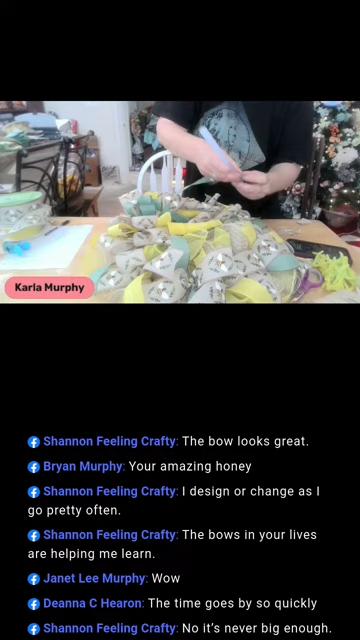 Karla Murphy
Shannon Feeling Crafty: The bow looks great.
Bryan Murphy: Your amazing honey
Shannon Feeling Crafty: I design or change as I
go pretty often.
Shannon Feeling Crafty: The bows in your lives
are helping me learn.
Janet Lee Murphy: Wow
Deanna C Hearon: The time goes by so quickly
Shannon Feeling Crafty: No it’s never big enough.